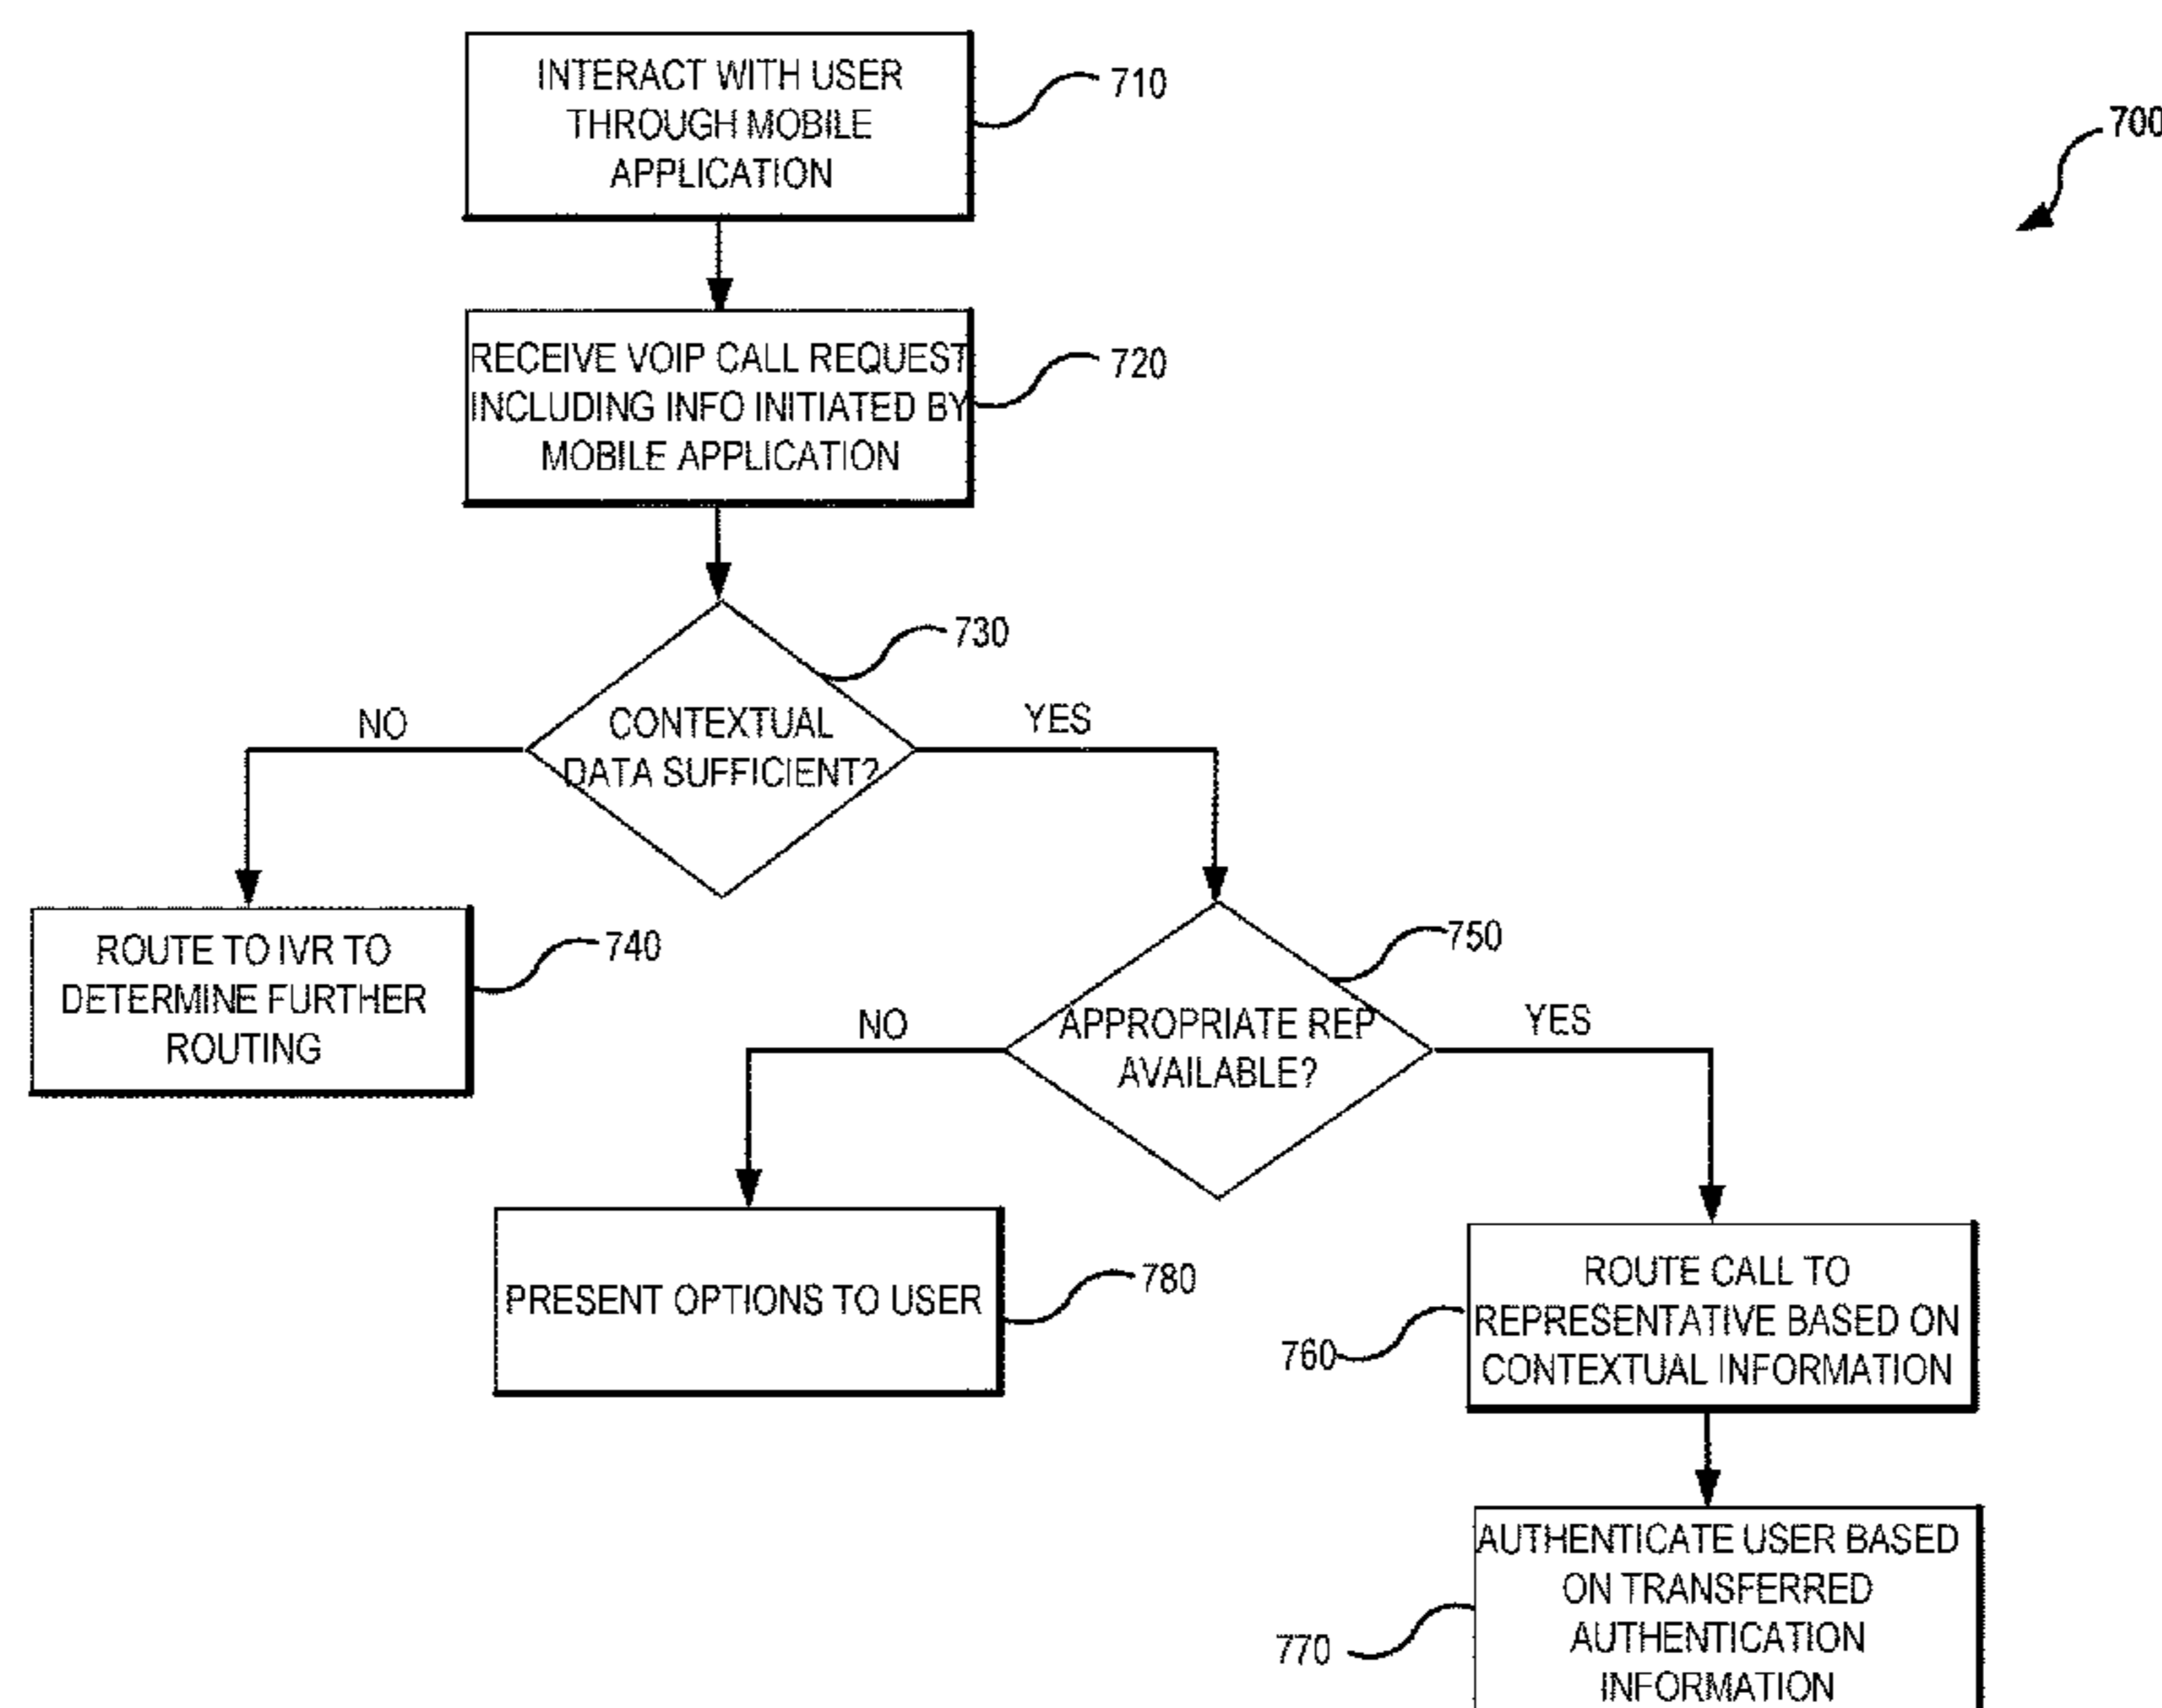 INTERACT WITH USER
THROUGH MOBILE
APPLICATION
710
700
RECEIVE VOIP CALL REQUEST
INCLUDING INFO INITIATED BY
MOBILE APPLICATION
720
730
CONTEXTUAL
DATA SUFFICIENT?
NO
YES
ROUTE TO IVR TO
DETERMINE FURTHER
ROUTING
740
750
APPROPRIATE REP
AVAILABLE?
NO
YES
PRESENT OPTIONS TO USER
780
ROUTE CALL TO
REPRESENTATIVE BASED ON
CONTEXTUAL INFORMATION
760
AUTHENTICATE USER BASED
ON TRANSFERRED
AUTHENTICATION
INFORMATION
770